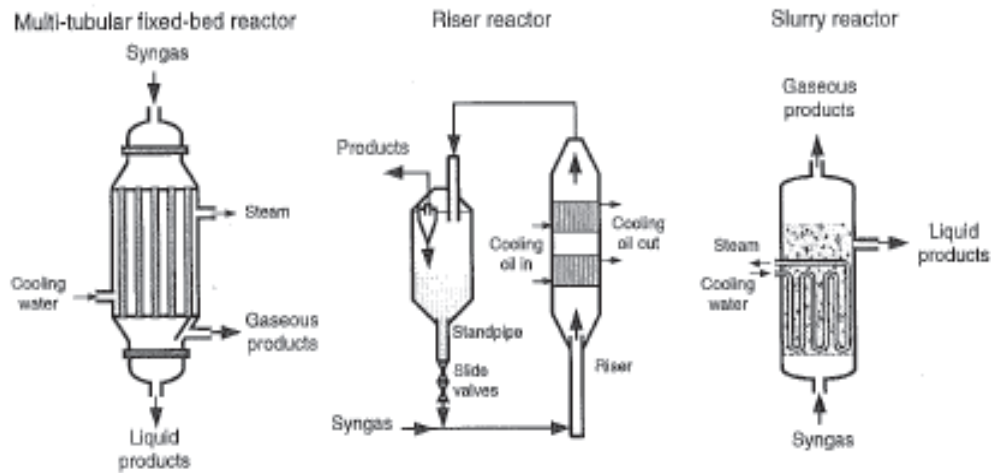 Multi-tubular fixed-bed reactor
Syngas
Steam
Cooling
water
Gaseous
products
Liquid
products
Riser reactor
Products
Cooling
oil in
Cooling
oil out
Standpipe
Slide
valves
Riser
Syngas
Slurry reactor
Gaseous
products
Liquid
products
Steam
Cooling
water
Syngas